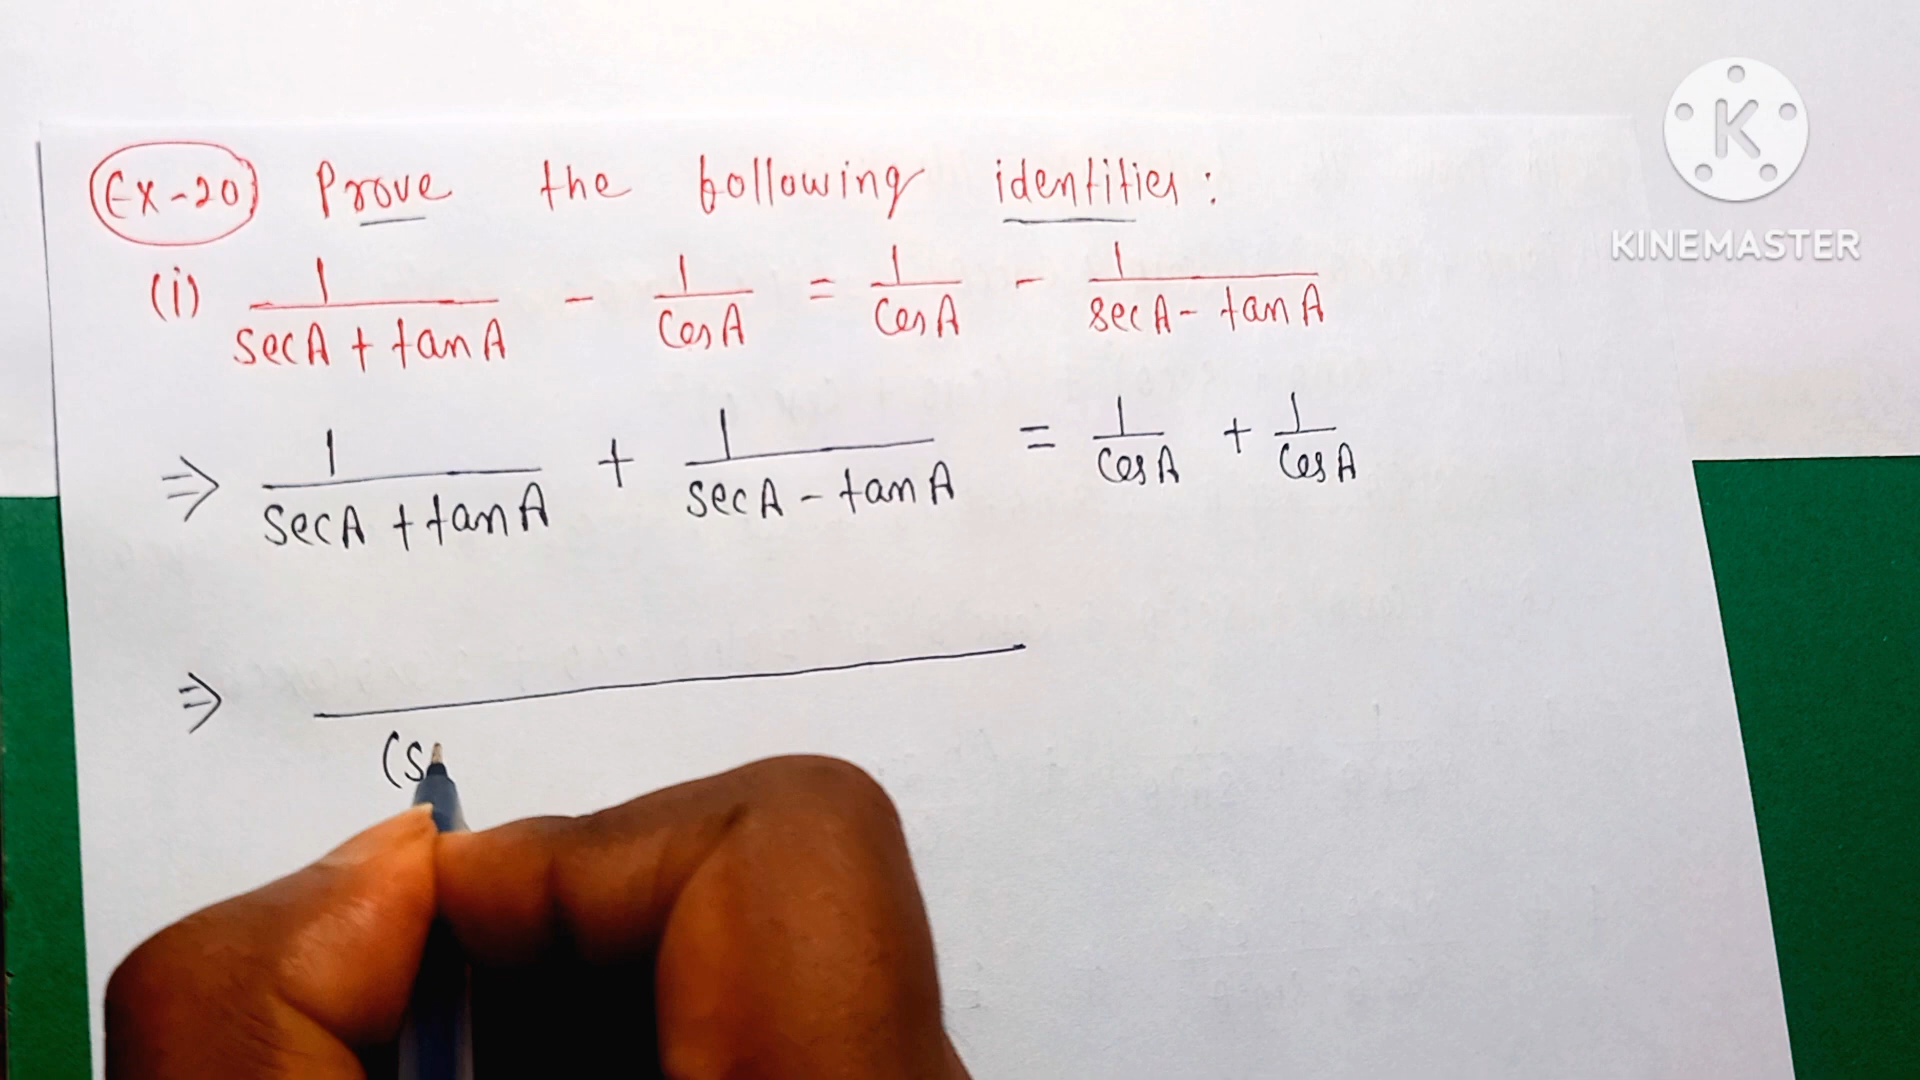 Ex-20 Prove the following identities:
(i) 1/(secA + tanA) - 1/CosA = 1/CosA - 1/(secA - tanA)
⇒ 1/(secA + tanA) + 1/(secA - tanA) = 1/CosA + 1/CosA
⇒ (s
K
KINEMASTER